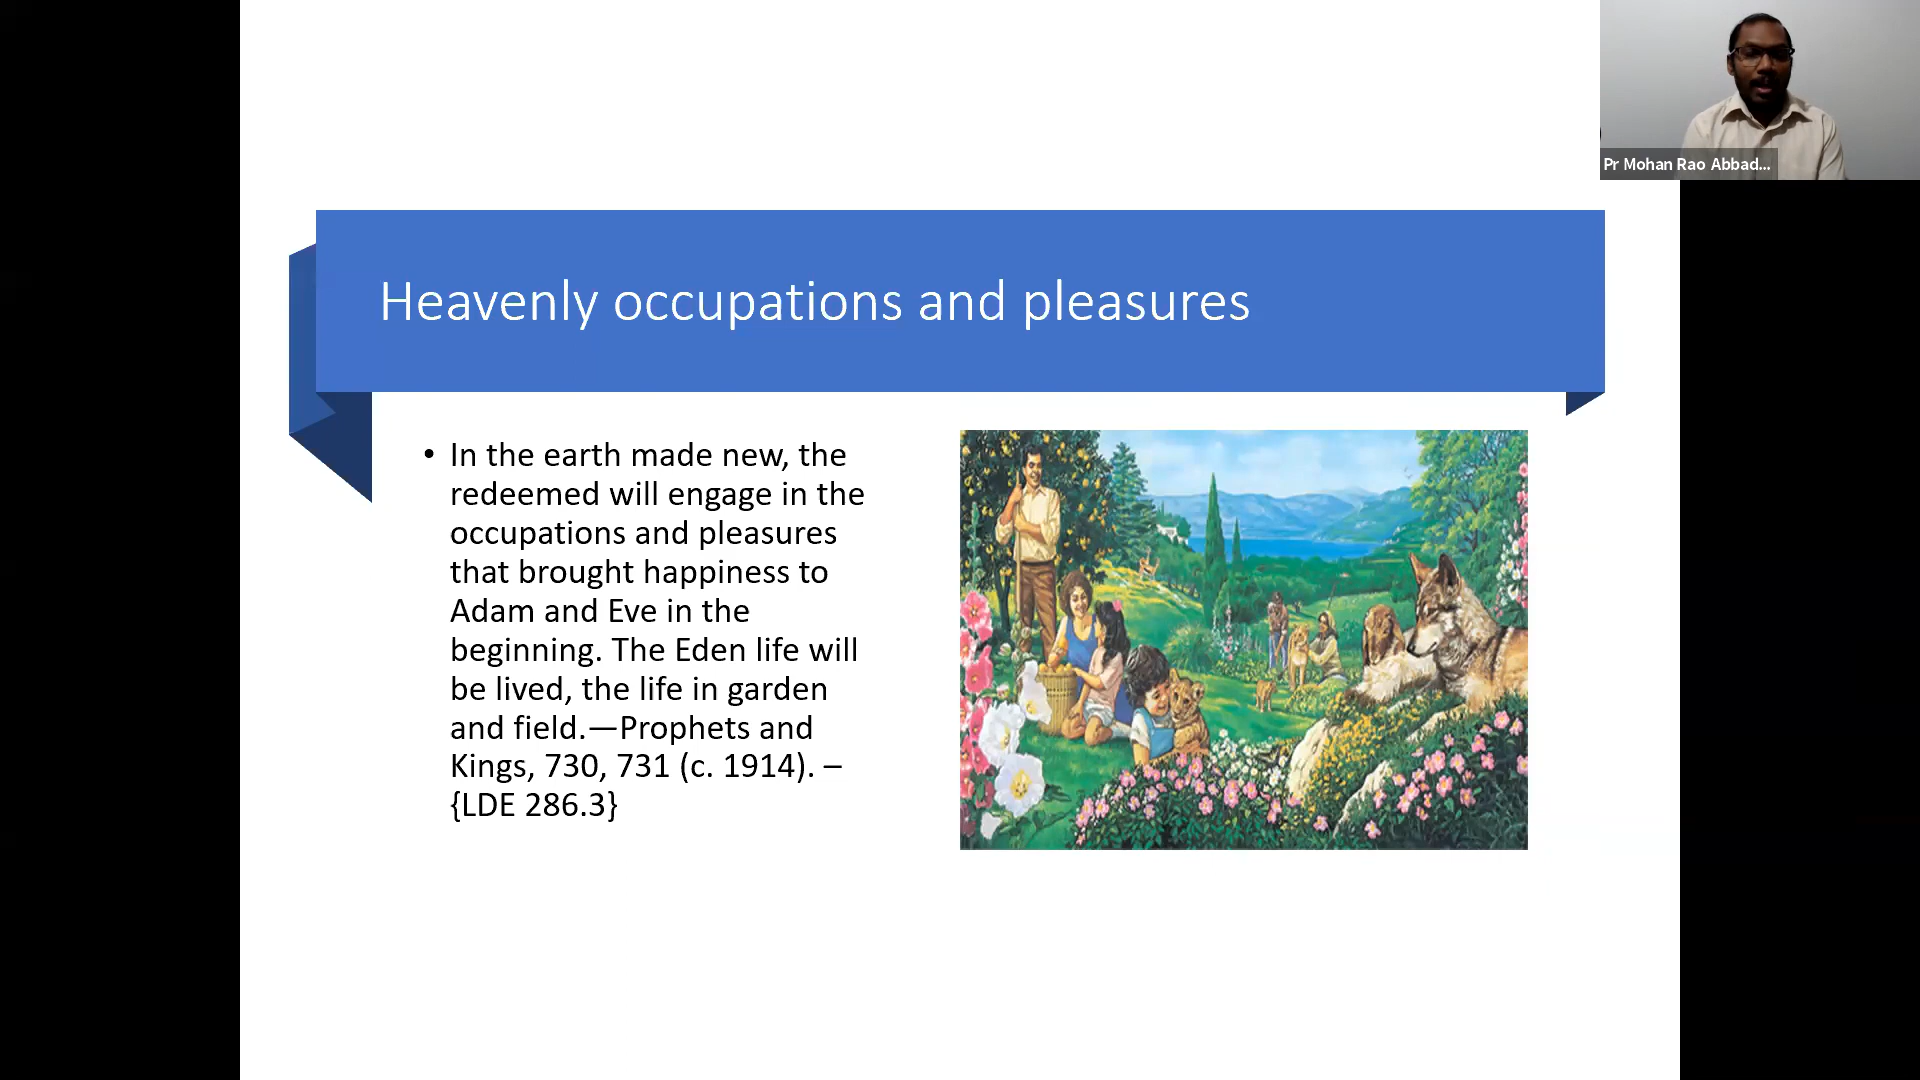 Pr Mohan Rao Abbad...
Heavenly occupations and pleasures
• In the earth made new, the
redeemed will engage in the
occupations and pleasures
that brought happiness to
Adam and Eve in the
beginning. The Eden life will
be lived, the life in garden
and field.—Prophets and
Kings, 730, 731 (c. 1914). –
{LDE 286.3}